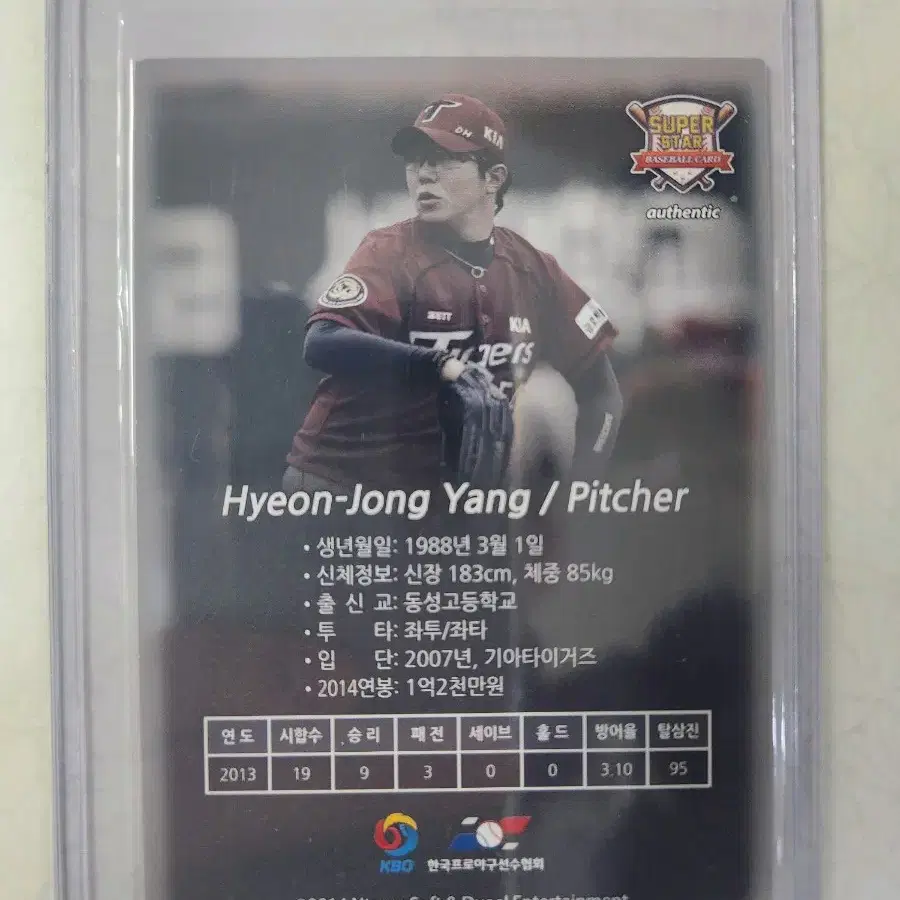 SUPER
STAR
BASEBALL CARD
authentic
DH
KIA
KIA
Tigers
Hyeon-Jong Yang / Pitcher
• 생년월일: 1988년 3월 1일
• 신체정보: 신장 183cm, 체중 85kg
• 출 신 교: 동성고등학교
• 투 타: 좌투/좌타
• 입 단: 2007년, 기아타이거즈
• 2014연봉: 1억2천만원
연 도 시합수 승 리 패 전 세이브 홀 드 방어율 탈삼진
2013 19 9 3 0 0 3.10 95
KBO 한국프로야구선수협회